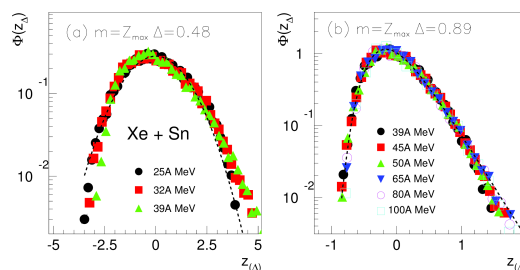 (a) m=Z_max Δ=0.48
Φ(z_Δ)
10^-1
10^-2
Xe + Sn
25A MeV
32A MeV
39A MeV
-5 -2.5 0 2.5 5
z_(Δ)
(b) m=Z_max Δ=0.89
Φ(z_Δ)
1
10^-1
10^-2
39A MeV
45A MeV
50A MeV
65A MeV
80A MeV
100A MeV
-1 0 1
z_(